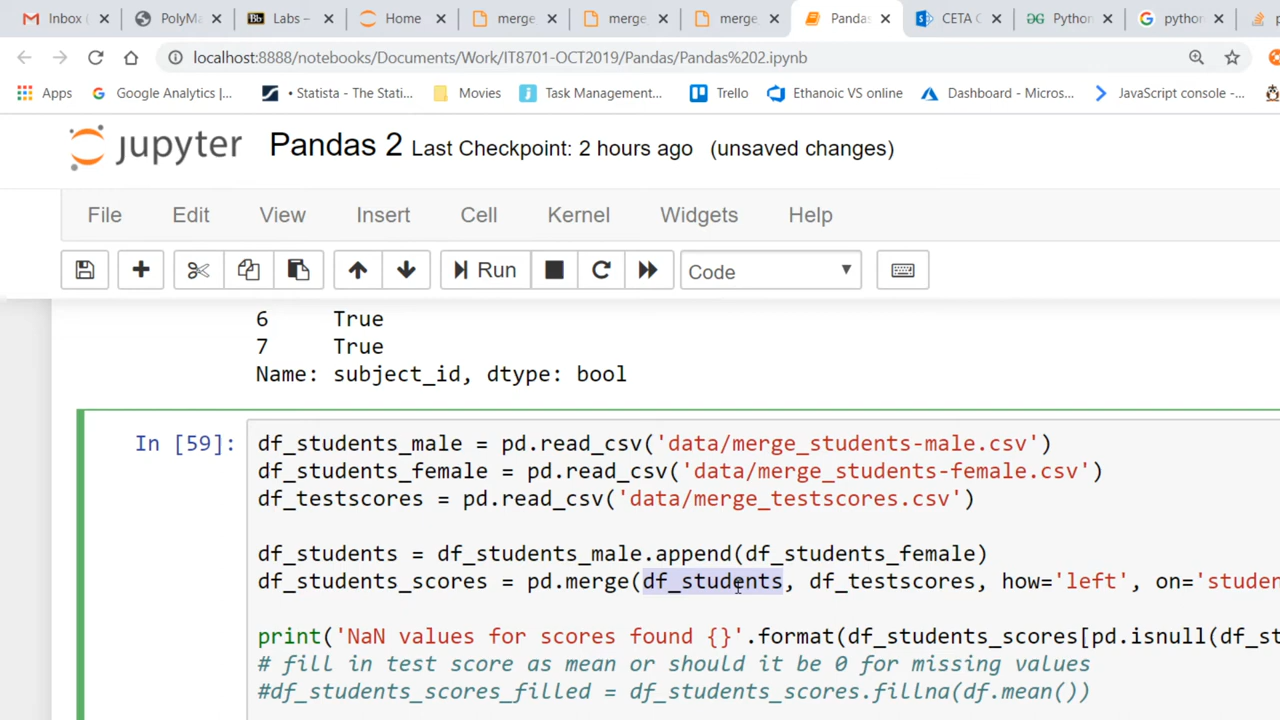 Inbox ( PolyMa Labs – Home merge merge merge Pandas CETA C Python python p
localhost:8888/notebooks/Documents/Work/IT8701-OCT2019/Pandas/Pandas%202.ipynb
Apps Google Analytics |... • Statista - The Stati... Movies Task Management... Trello Ethanoic VS online Dashboard - Micros... JavaScript console -...
jupyter Pandas 2 Last Checkpoint: 2 hours ago (unsaved changes)
File Edit View Insert Cell Kernel Widgets Help
Run Code
6 True
7 True
Name: subject_id, dtype: bool
In [59]: df_students_male = pd.read_csv('data/merge_students-male.csv')
df_students_female = pd.read_csv('data/merge_students-female.csv')
df_testscores = pd.read_csv('data/merge_testscores.csv')
df_students = df_students_male.append(df_students_female)
df_students_scores = pd.merge(df_students, df_testscores, how='left', on='studen
print('NaN values for scores found {}'.format(df_students_scores[pd.isnull(df_st
# fill in test score as mean or should it be 0 for missing values
#df_students_scores_filled = df_students_scores.fillna(df.mean())